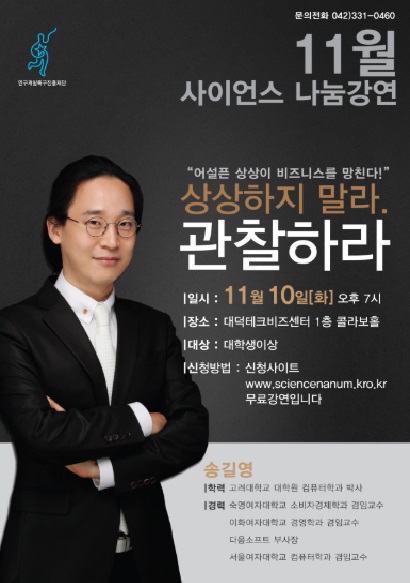 문의전화 042)331-0460
연구개발특구진흥재단
11월
사이언스 나눔강연
"어설픈 상상이 비즈니스를 망친다!"
상상하지 말라.
관찰하라
일시 : 11월 10일[화] 오후 7시
장소 : 대덕테크비즈센터 1층 콜라보홀
대상 : 대학생이상
신청방법 : 신청사이트
www.sciencenanum.kro.kr
무료강연입니다
송길영
학력 고려대학교 대학원 컴퓨터학과 박사
경력 숙명여자대학교 소비자경제학과 겸임교수
이화여자대학교 경영학과 겸임교수
다음소프트 부사장
서울여자대학교 컴퓨터학과 겸임교수